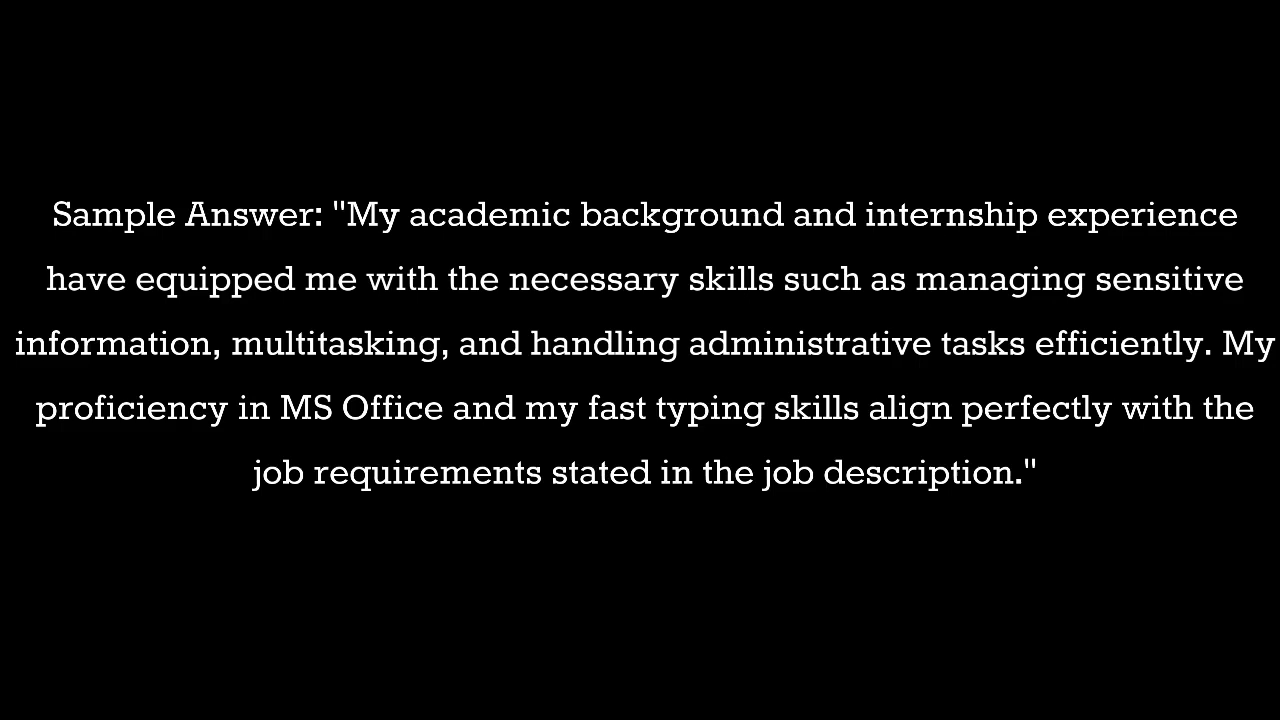 Sample Answer: "My academic background and internship experience
have equipped me with the necessary skills such as managing sensitive
information, multitasking, and handling administrative tasks efficiently. My
proficiency in MS Office and my fast typing skills align perfectly with the
job requirements stated in the job description."